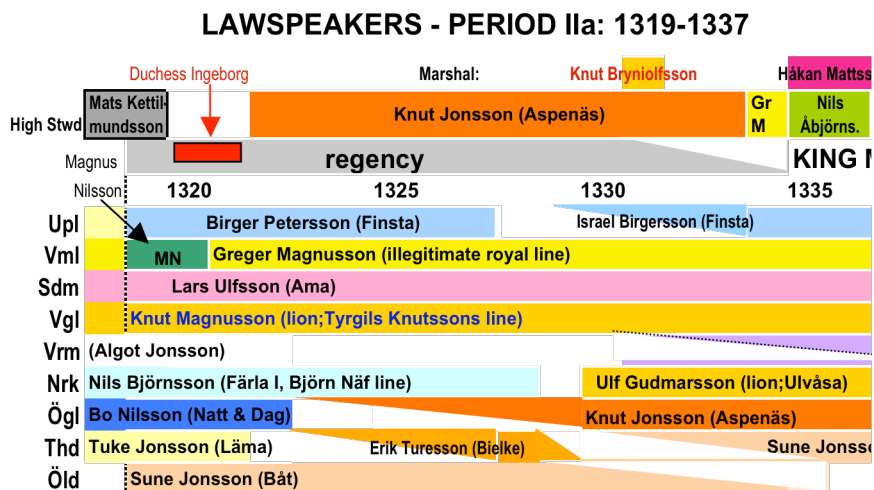 LAWSPEAKERS - PERIOD IIa: 1319-1337
Duchess Ingeborg Marshal: Knut Bryniolfsson Håkan Mattss
High Stwd Mats Kettil- Knut Jonsson (Aspenäs) Gr Nils
mundsson M Åbjörns.
Magnus regency KING M
Nilsson 1320 1325 1330 1335
Upl Birger Petersson (Finsta) Israel Birgersson (Finsta)
Vml MN Greger Magnusson (illegitimate royal line)
Sdm Lars Ulfsson (Ama)
Vgl Knut Magnusson (lion;Tyrgils Knutssons line)
Vrm (Algot Jonsson)
Nrk Nils Björnsson (Färla I, Björn Näf line) Ulf Gudmarsson (lion;Ulvåsa)
Ögl Bo Nilsson (Natt & Dag) Knut Jonsson (Aspenäs)
Thd Tuke Jonsson (Läma) Erik Turesson (Bielke) Sune Jonsso
Öld Sune Jonsson (Båt)